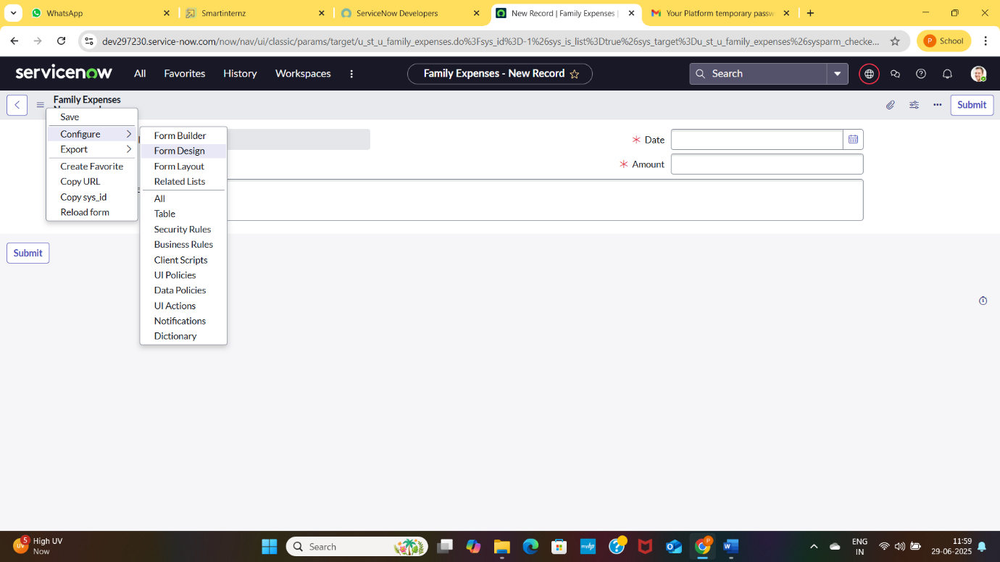 WhatsApp
Smartinternz
ServiceNow Developers
New Record | Family Expenses |
Your Platform temporary passw
dev297230.service-now.com/now/nav/ui/classic/params/target/u_st_u_family_expenses.do%3Fsys_id%3D-1%26sys_is_list%3Dtrue%26sys_target%3Du_st_u_family_expenses%26sysparm_checke...
P School
servicenow All Favorites History Workspaces
Family Expenses - New Record
Search
Family Expenses
Submit
Save
Configure
Export
Create Favorite
Copy URL
Copy sys_id
Reload form
Form Builder
Form Design
Form Layout
Related Lists
All
Table
Security Rules
Business Rules
Client Scripts
UI Policies
Data Policies
UI Actions
Notifications
Dictionary
Date
Amount
Submit
5
UV
High UV
Now
Search
myhp
P
W
ENG
IN
11:59
29-06-2025